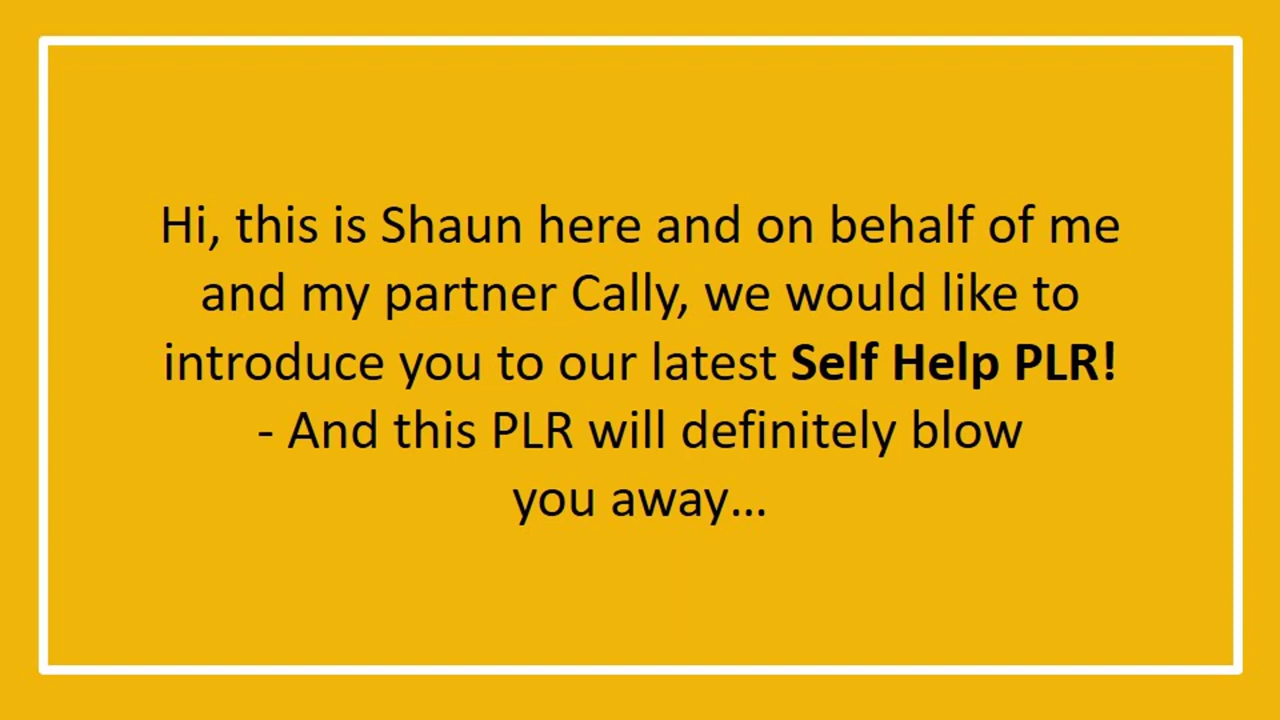 Hi, this is Shaun here and on behalf of me
and my partner Cally, we would like to
introduce you to our latest Self Help PLR!
- And this PLR will definitely blow
you away...